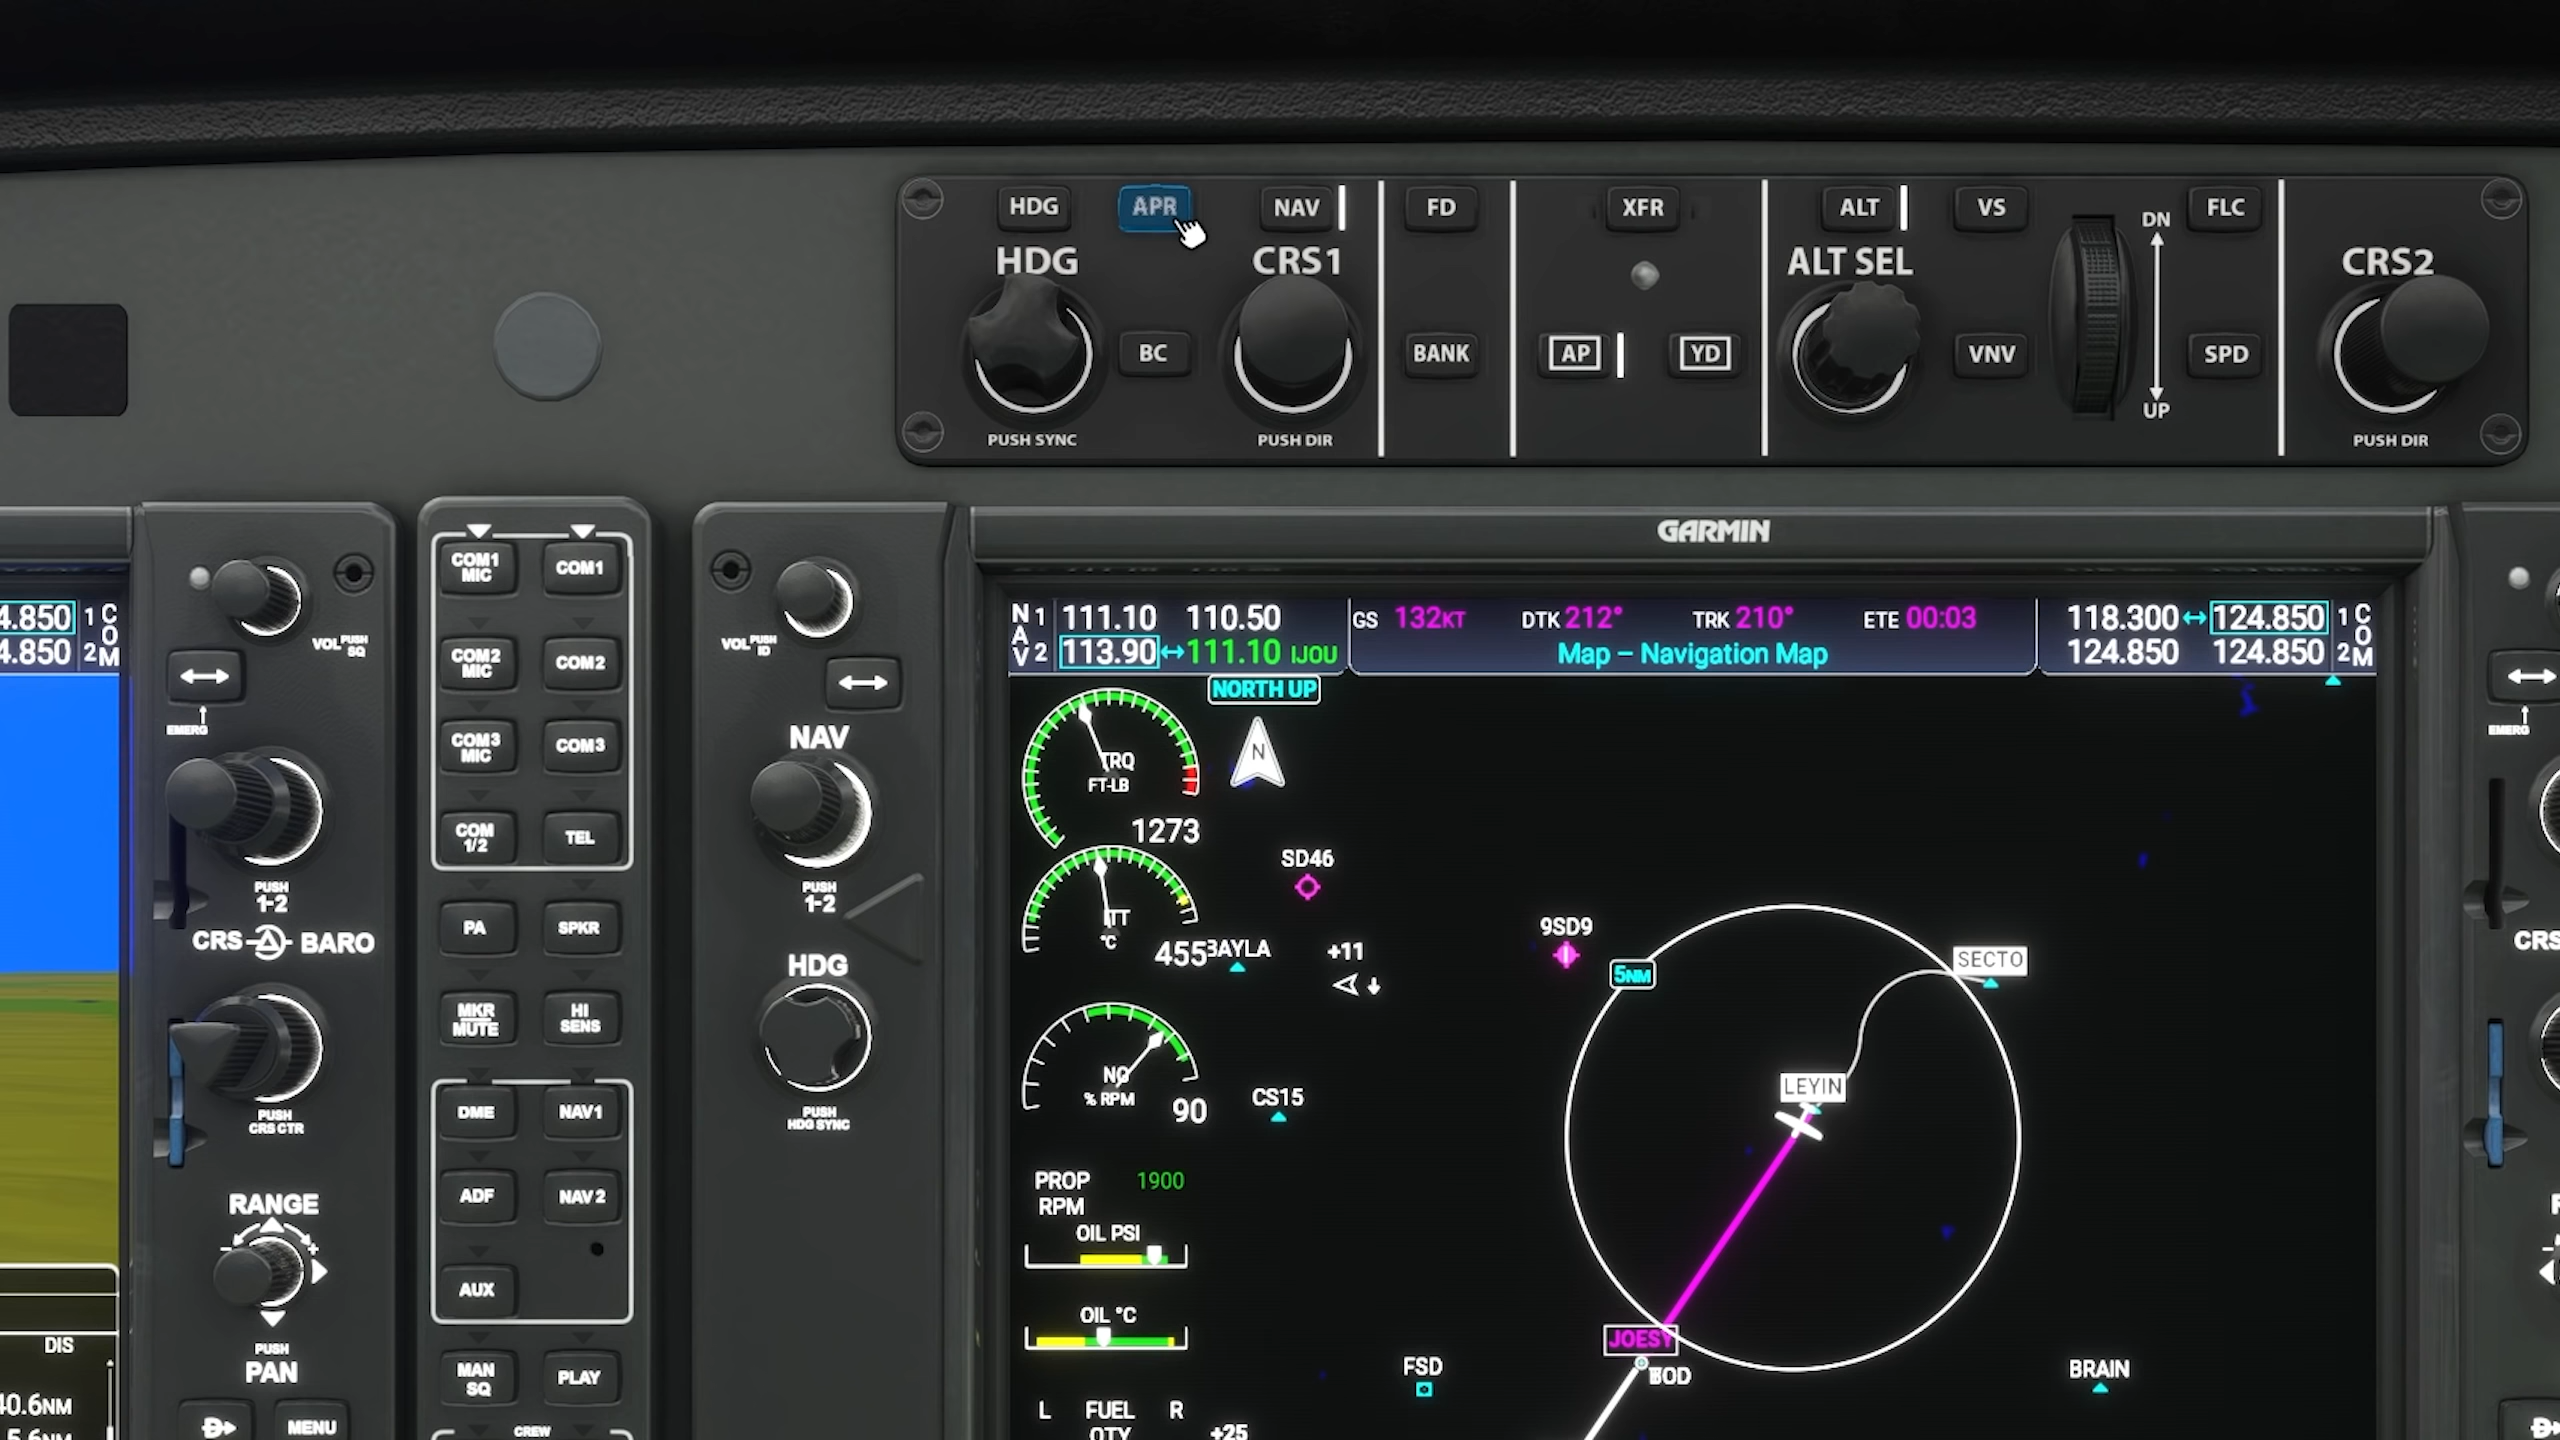 HDG APR NAV FD XFR ALT VS FLC
DN
HDG CRS1 ALT SEL CRS2
BC BANK AP YD VNV SPD
UP
PUSH SYNC PUSH DIR PUSH DIR
GARMIN
4.850 1 C
4.850 2 O M
VOL PUSH SQ
EMERG
PUSH
1-2
CRS BARO
PUSH
CRS CTR
RANGE
- +
PUSH
PAN
MENU
DIS
40.6NM
5.6NM
COM1 MIC COM1
COM2 MIC COM2
COM3 MIC COM3
COM 1/2 TEL
PA SPKR
MKR MUTE HI SENS
DME NAV1
ADF NAV 2
AUX
MAN SQ PLAY
CREW
VOL PUSH ID
NAV
PUSH
1-2
HDG
PUSH
HDG SYNC
N A V 1 111.10 110.50
2 113.90↔111.10 IJOU
GS 132KT DTK 212° TRK 210° ETE 00:03
Map – Navigation Map
118.300↔124.850 1 C O M
124.850 124.850 2
NORTH UP
N
TRQ
FT-LB
1273
ITT
°C
455
BAYLA
+11
SD46
9SD9
5NM
SECTO
LEYIN
NG
% RPM
90
CS15
PROP RPM 1900
OIL PSI
OIL °C
JOESY
FSD
BRAIN
L FUEL QTY R
+25
EMERG
CRS